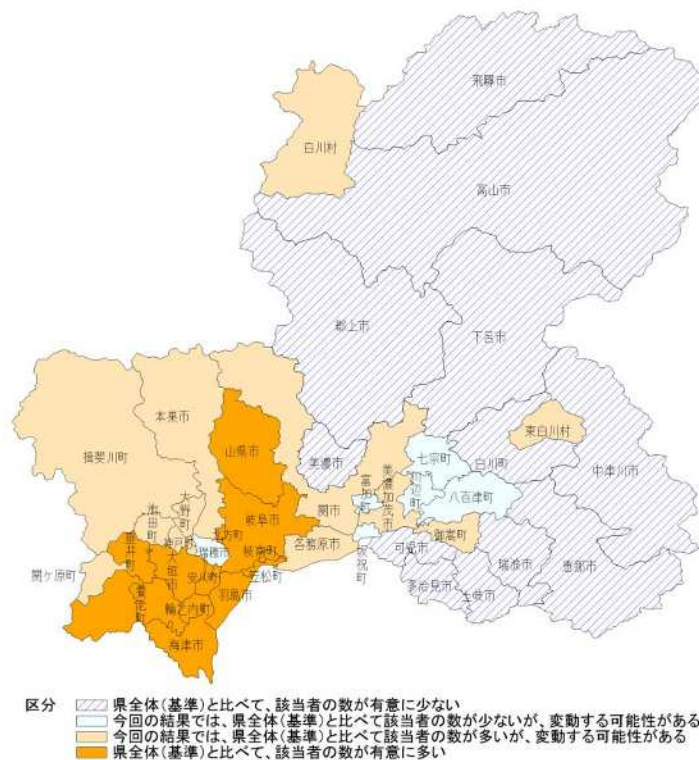 飛騨市
白川村
高山市
郡上市
下呂市
本巣市
山県市
揖斐川町
美濃市
東白川村
七宗町
白川町
中津川市
美濃加茂市
富加町
川辺町
八百津町
大野町
池田町
関市
岐阜市
御嵩町
神戸町
北方町
各務原市
瑞穂市
岐南町
垂井町
可児市
坂祝町
瑞浪市
恵那市
関ケ原町
大垣市
安八町
笠松町
多治見市
土岐市
養老町
羽島市
輪之内町
海津市
区分
県全体(基準)と比べて、該当者の数が有意に少ない
今回の結果では、県全体(基準)と比べて該当者の数が少ないが、変動する可能性がある
今回の結果では、県全体(基準)と比べて該当者の数が多いが、変動する可能性がある
県全体(基準)と比べて、該当者の数が有意に多い